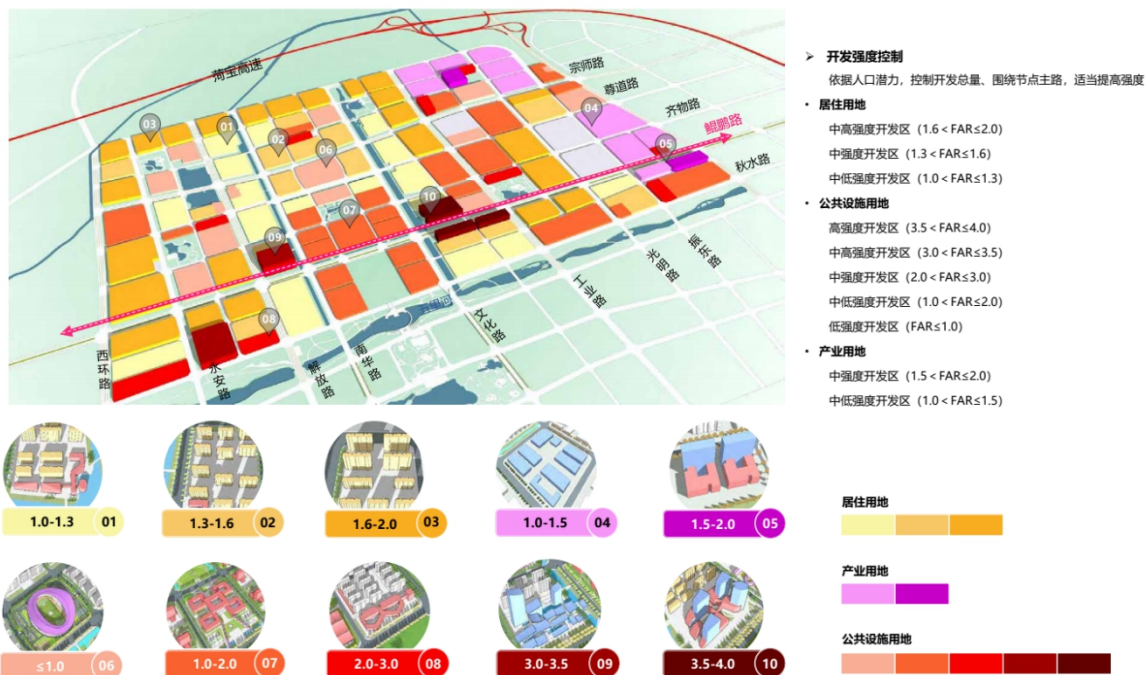 荷宝高速
宗师路
尊道路
齐物路
鲲鹏路
秋水路
03
01
02
06
04
05
10
07
09
08
西环路
永安路
解放路
南华路
文化路
工业路
光明路
振东路
➢ 开发强度控制
依据人口潜力，控制开发总量、围绕节点主路，适当提高强度
• 居住用地
中高强度开发区（1.6＜FAR≤2.0）
中强度开发区（1.3＜FAR≤1.6）
中低强度开发区（1.0＜FAR≤1.3）
• 公共设施用地
高强度开发区（3.5＜FAR≤4.0）
中高强度开发区（3.0＜FAR≤3.5）
中强度开发区（2.0＜FAR≤3.0）
中低强度开发区（1.0＜FAR≤2.0）
低强度开发区（FAR≤1.0）
• 产业用地
中强度开发区（1.5＜FAR≤2.0）
中低强度开发区（1.0＜FAR≤1.5）
1.0-1.3 01
1.3-1.6 02
1.6-2.0 03
1.0-1.5 04
1.5-2.0 05
≤1.0 06
1.0-2.0 07
2.0-3.0 08
3.0-3.5 09
3.5-4.0 10
居住用地
产业用地
公共设施用地